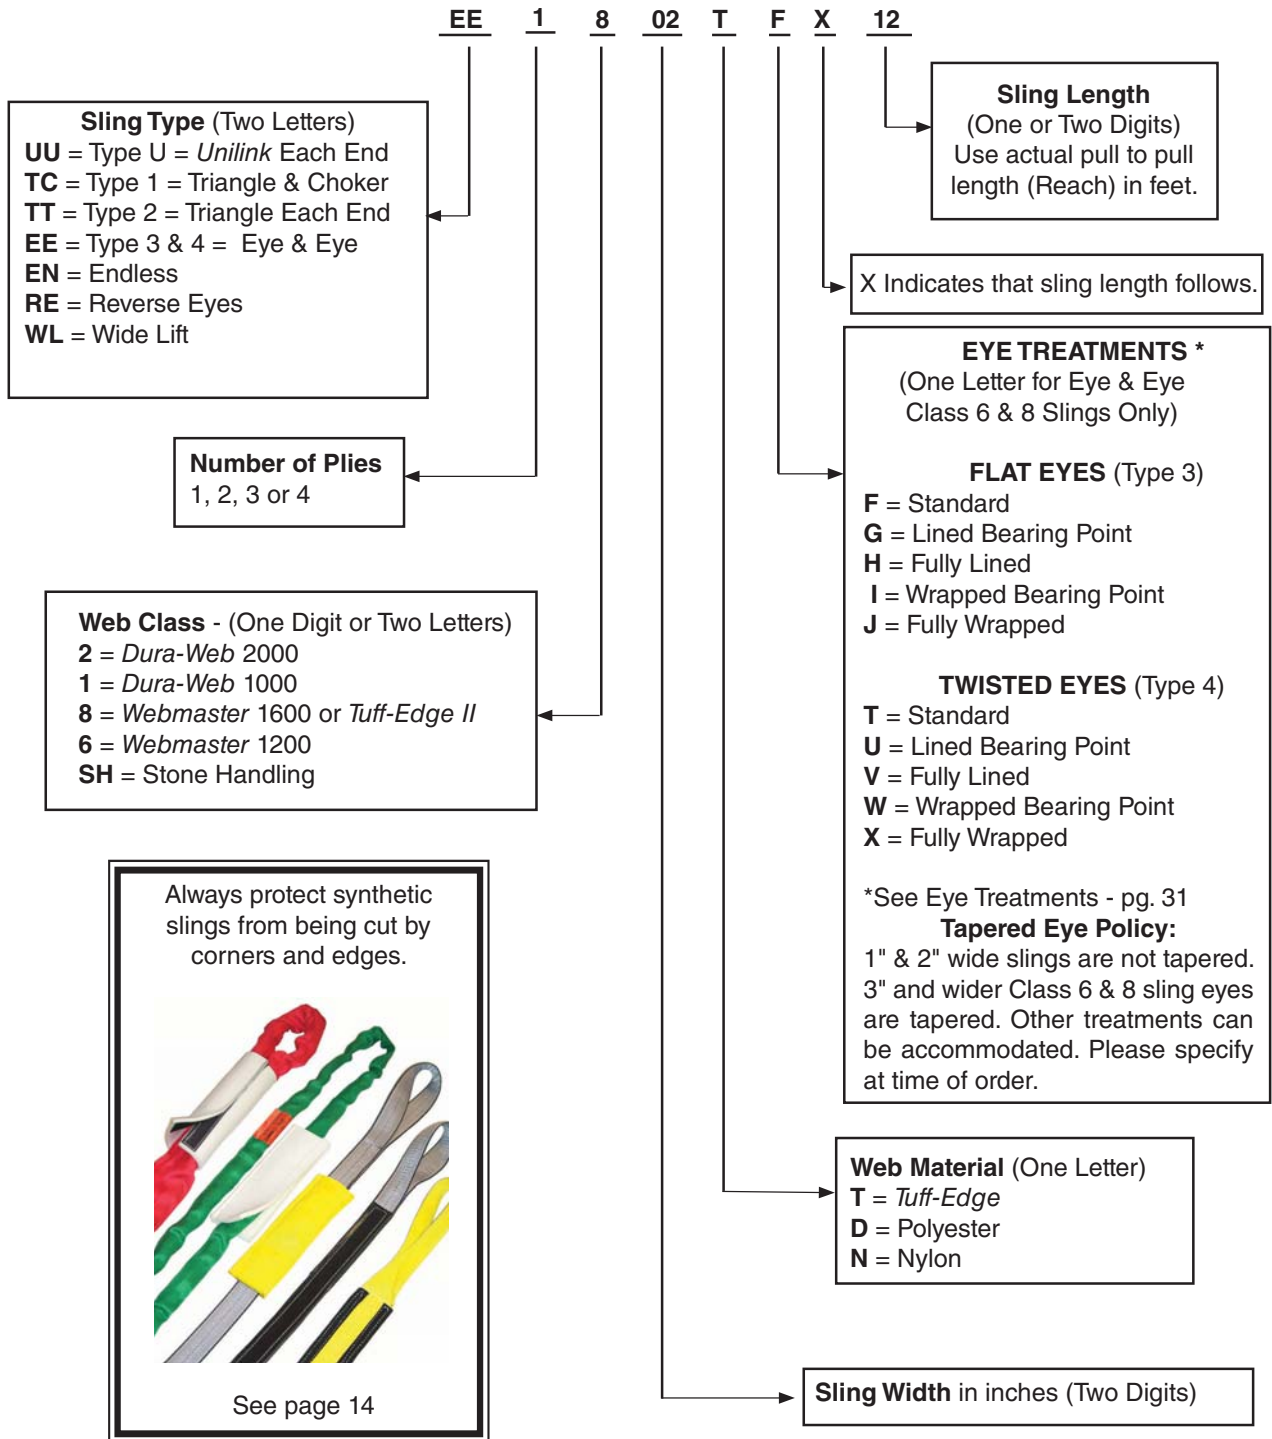 EE 1 8 02 T F X 12
Sling Type (Two Letters)
UU = Type U = Unilink Each End
TC = Type 1 = Triangle & Choker
TT = Type 2 = Triangle Each End
EE = Type 3 & 4 = Eye & Eye
EN = Endless
RE = Reverse Eyes
WL = Wide Lift
Number of Plies
1, 2, 3 or 4
Web Class - (One Digit or Two Letters)
2 = Dura-Web 2000
1 = Dura-Web 1000
8 = Webmaster 1600 or Tuff-Edge II
6 = Webmaster 1200
SH = Stone Handling
Always protect synthetic
slings from being cut by
corners and edges.
See page 14
Sling Length
(One or Two Digits)
Use actual pull to pull
length (Reach) in feet.
X Indicates that sling length follows.
EYE TREATMENTS *
(One Letter for Eye & Eye
Class 6 & 8 Slings Only)
FLAT EYES (Type 3)
F = Standard
G = Lined Bearing Point
H = Fully Lined
I = Wrapped Bearing Point
J = Fully Wrapped
TWISTED EYES (Type 4)
T = Standard
U = Lined Bearing Point
V = Fully Lined
W = Wrapped Bearing Point
X = Fully Wrapped
*See Eye Treatments - pg. 31
Tapered Eye Policy:
1" & 2" wide slings are not tapered.
3" and wider Class 6 & 8 sling eyes
are tapered. Other treatments can
be accommodated. Please specify
at time of order.
Web Material (One Letter)
T = Tuff-Edge
D = Polyester
N = Nylon
Sling Width in inches (Two Digits)